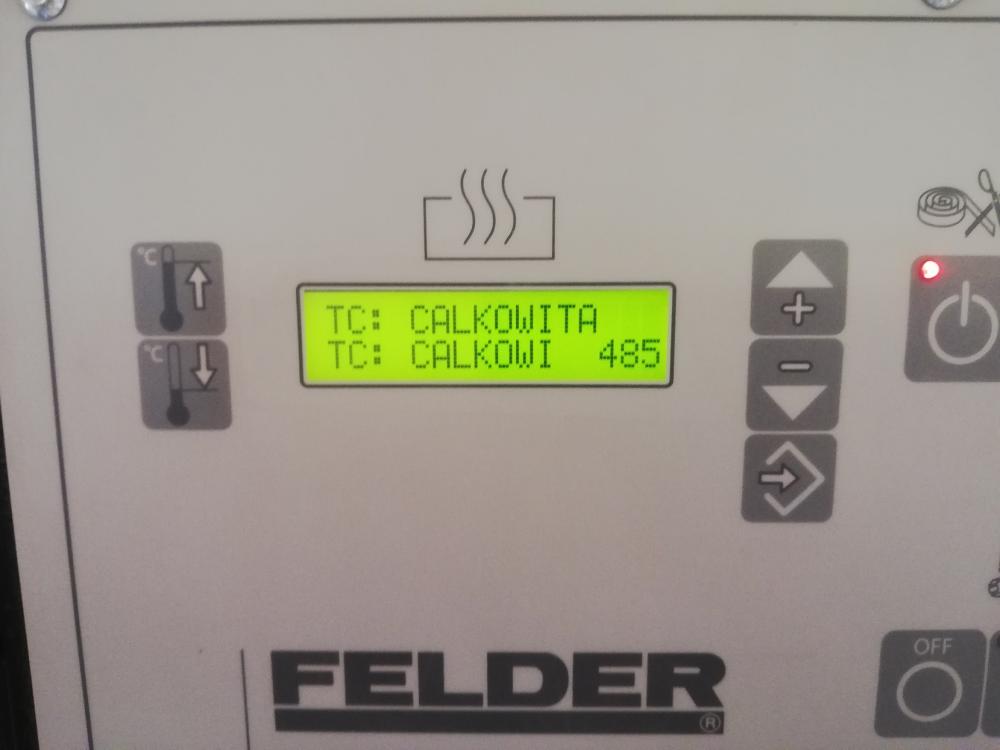 °C
TC: CALKOWITA
TC: CALKOWI 485
+
°C
-
OFF
FELDER
®